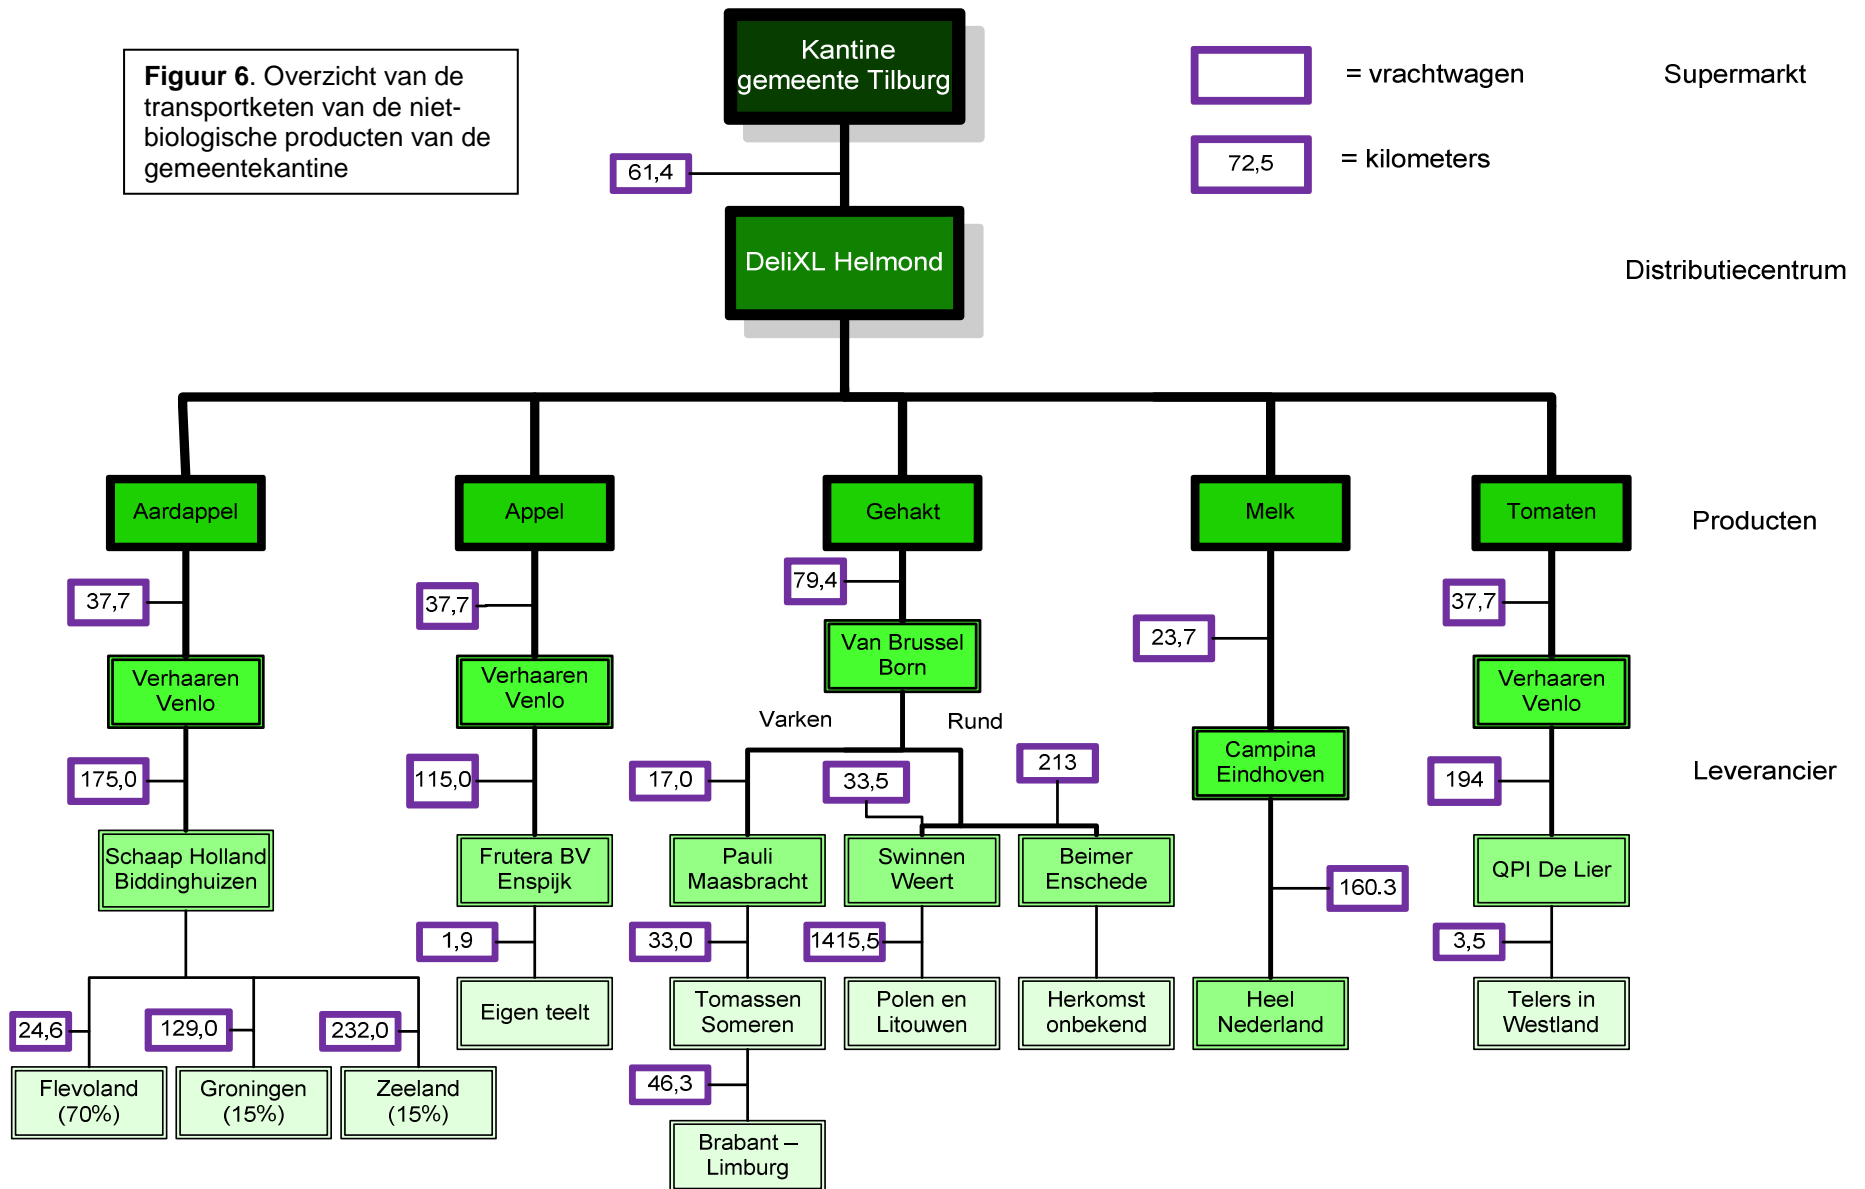 Figuur 6. Overzicht van de
transportketen van de niet-
biologische producten van de
gemeentekantine
Kantine
gemeente Tilburg
= vrachtwagen
Supermarkt
72,5
= kilometers
61,4
DeliXL Helmond
Distributiecentrum
Aardappel
Appel
Gehakt
Melk
Tomaten
Producten
37,7
37,7
79,4
23,7
37,7
Verhaaren
Venlo
Verhaaren
Venlo
Van Brussel
Born
Campina
Eindhoven
Verhaaren
Venlo
Varken
Rund
Leverancier
175,0
115,0
17,0
33,5
213
194
Schaap Holland
Biddinghuizen
Frutera BV
Enspijk
Pauli
Maasbracht
Swinnen
Weert
Beimer
Enschede
160.3
QPI De Lier
1,9
33,0
1415,5
3,5
Eigen teelt
Tomassen
Someren
Polen en
Litouwen
Herkomst
onbekend
Heel
Nederland
Telers in
Westland
24,6
129,0
232,0
Flevoland
(70%)
Groningen
(15%)
Zeeland
(15%)
46,3
Brabant –
Limburg